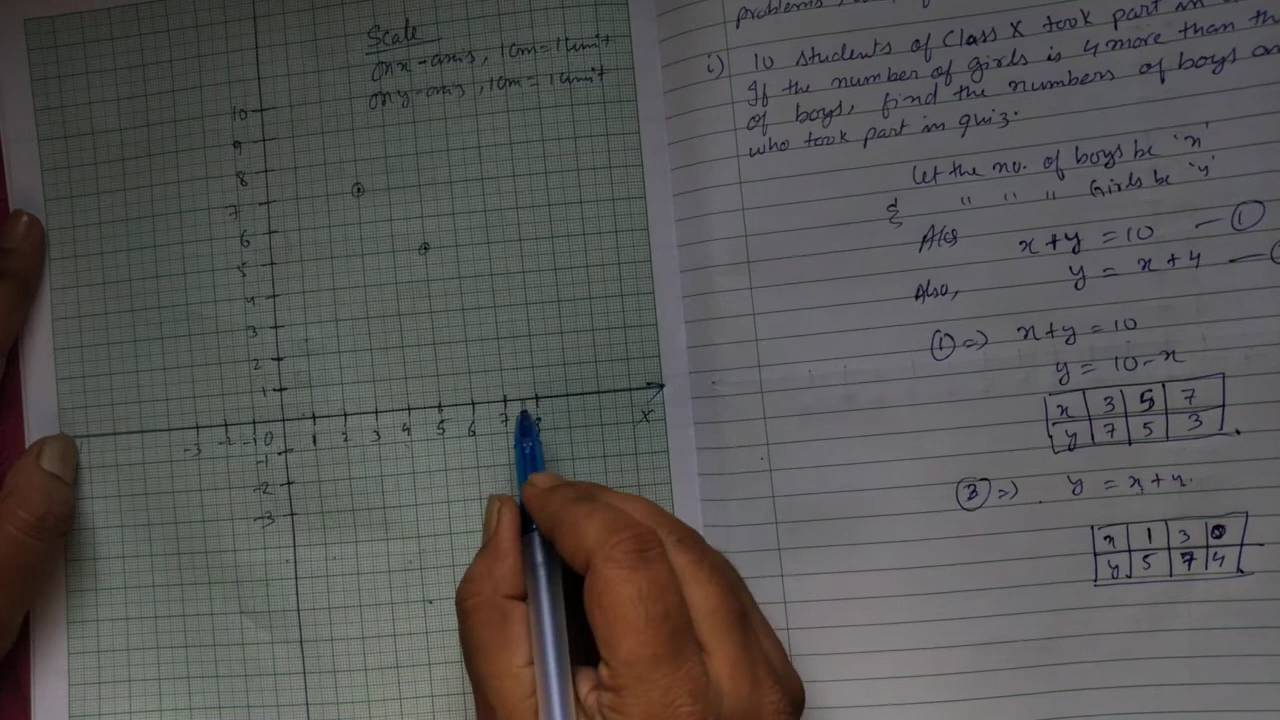 Scale
on x-axis, 1cm = 1 unit
on y-axis, 1cm = 1 unit
10
9
8
7
6
5
4
3
2
1
-3 -2 -1 0 1 2 3 4 5 6 7 8 X
-1
-2
-3
problems,
i) 10 students of Class X took part in
If the number of girls is 4 more than the
of boys, find the numbers of boys
who took part in quiz.
Let the no. of boys be 'x'
& " " " Girls be 'y'
x+y = 10 — ①
Also, y = x+4 —
① => x+y = 10
y = 10-x
x 3 5 7
y 7 5 3
=> y = x+4.
x 1 3 0
y 5 7 4